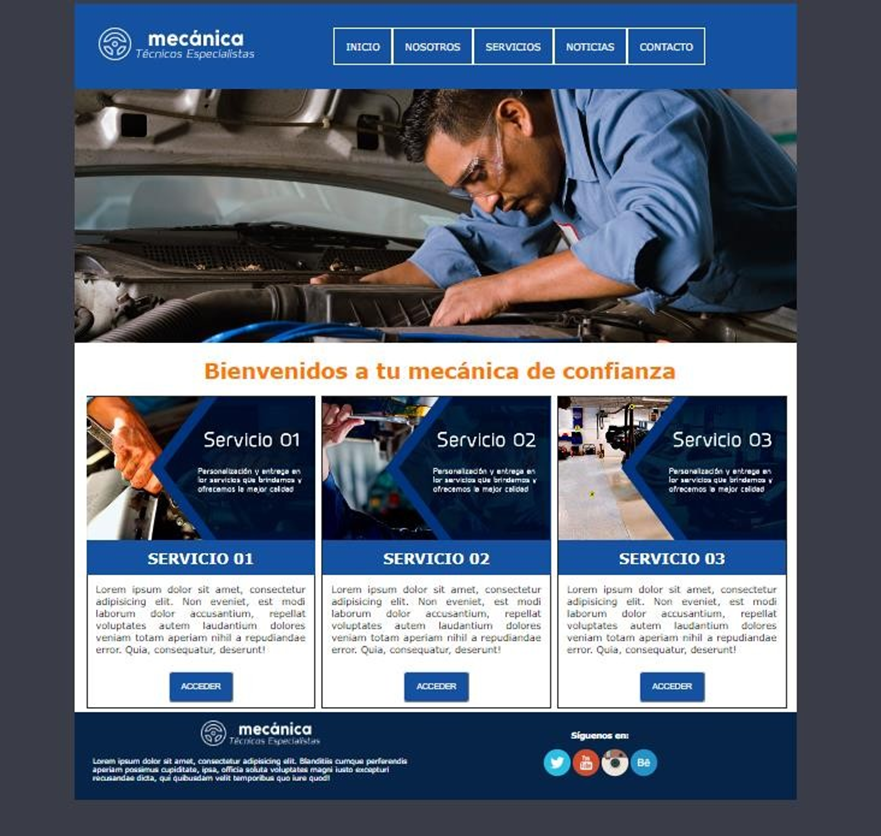 mecánica
Técnicos Especialistas
INICIO
NOSOTROS
SERVICIOS
NOTICIAS
CONTACTO
Bienvenidos a tu mecánica de confianza
Servicio 01
Personalización y entrega en
los servicios que brindamos y
ofrecemos la mejor calidad
Servicio 02
Personalización y entrega en
los servicios que brindamos y
ofrecemos la mejor calidad
Servicio 03
Personalización y entrega en
los servicios que brindamos y
ofrecemos la mejor calidad
SERVICIO 01
Lorem ipsum dolor sit amet, consectetur
adipisicing elit. Non eveniet, est modi
laborum dolor accusantium, repellat
voluptates autem laudantium dolores
veniam totam aperiam nihil a repudiandae
error. Quia, consequatur, deserunt!
ACCEDER
SERVICIO 02
Lorem ipsum dolor sit amet, consectetur
adipisicing elit. Non eveniet, est modi
laborum dolor accusantium, repellat
voluptates autem laudantium dolores
veniam totam aperiam nihil a repudiandae
error. Quia, consequatur, deserunt!
ACCEDER
SERVICIO 03
Lorem ipsum dolor sit amet, consectetur
adipisicing elit. Non eveniet, est modi
laborum dolor accusantium, repellat
voluptates autem laudantium dolores
veniam totam aperiam nihil a repudiandae
error. Quia, consequatur, deserunt!
ACCEDER
mecánica
Técnicos Especialistas
Lorem ipsum dolor sit amet, consectetur adipisicing elit. Blanditiis cumque perferendis
aperiam possimus cupiditate, ipsa, officia soluta voluptates magni iusto excepturi
recusandae dicta, qui quibusdam velit temporibus quo iure quod!
Síguenos en:
You
Tube
Bē